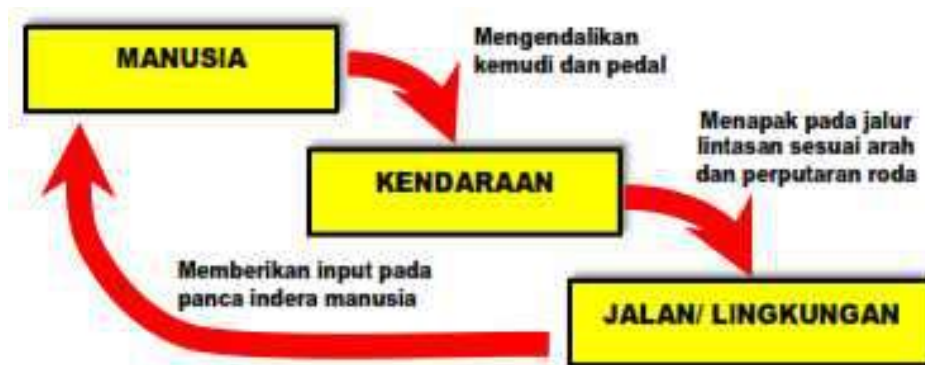 MANUSIA
Mengendalikan
kemudi dan pedal
KENDARAAN
Menapak pada jalur
lintasan sesuai arah
dan perputaran roda
Memberikan input pada
panca indera manusia
JALAN/ LINGKUNGAN